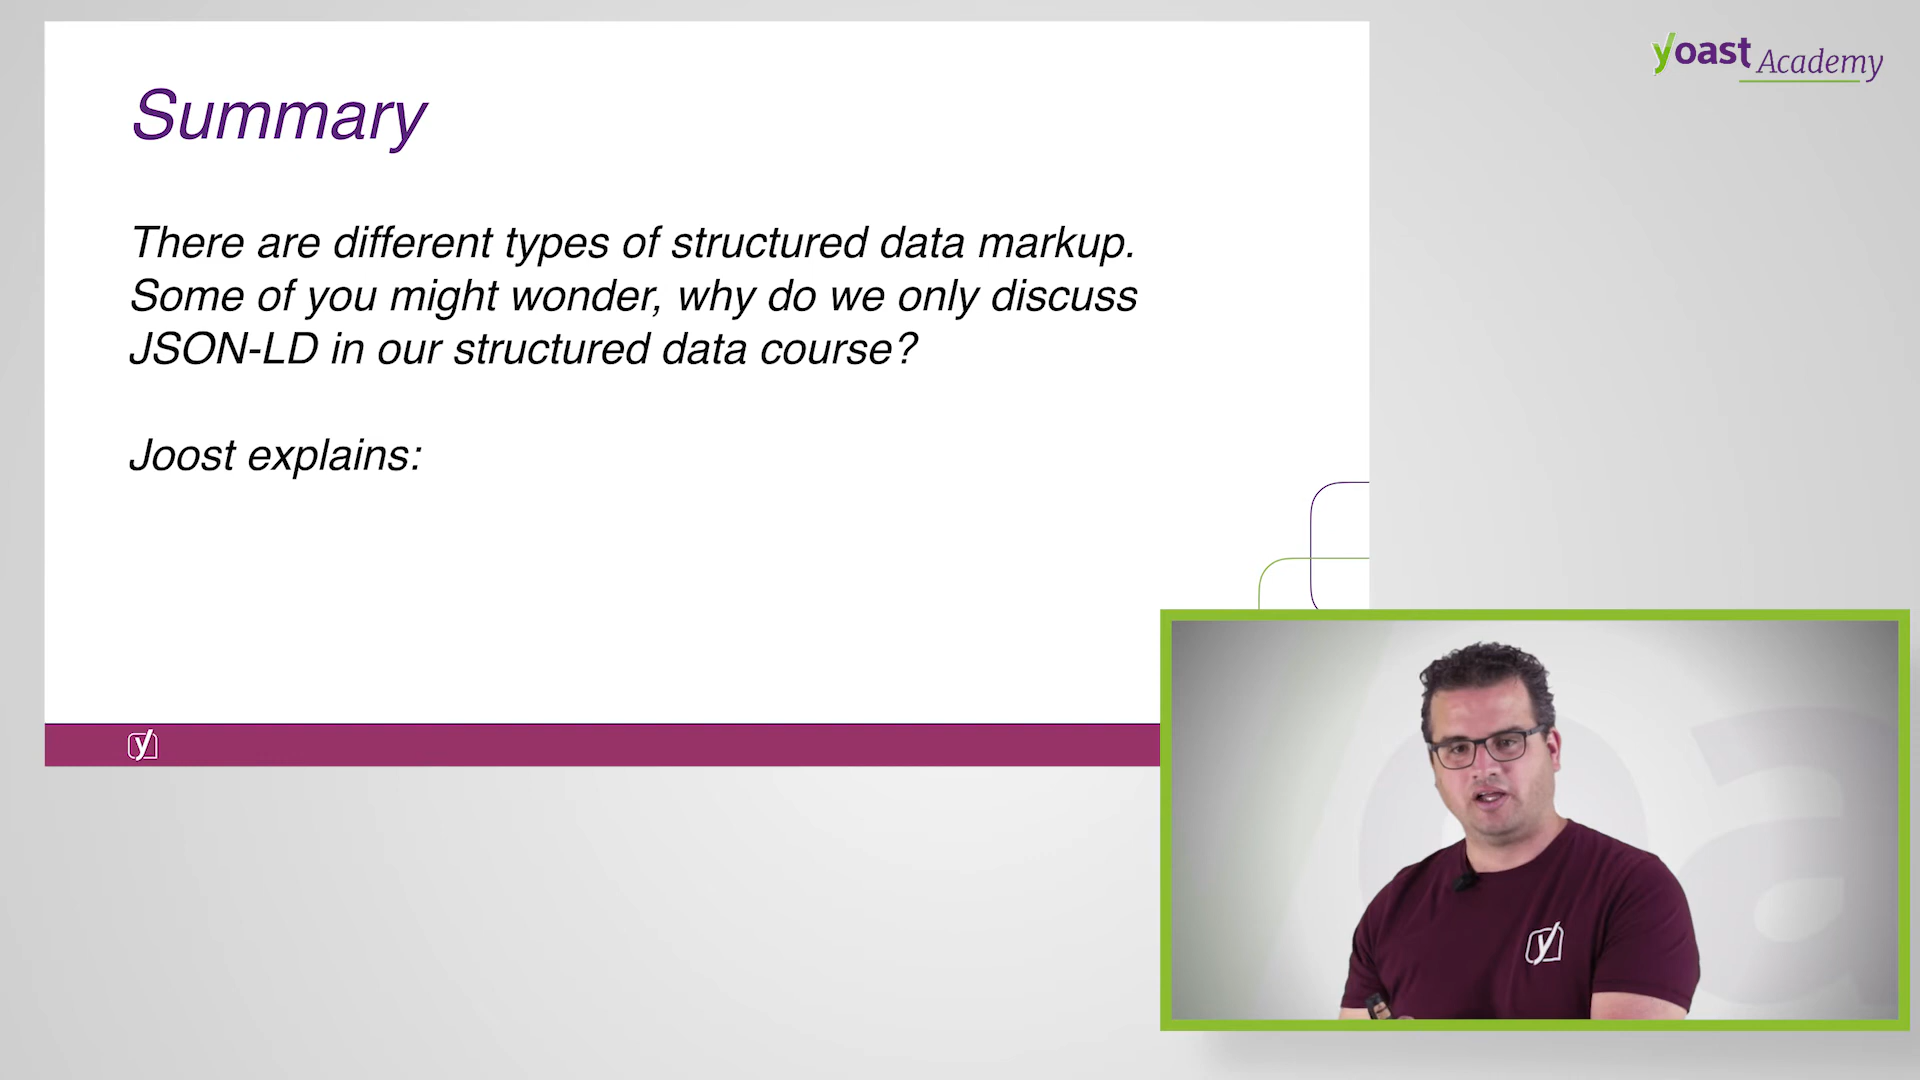 yoast Academy
Summary
There are different types of structured data markup.
Some of you might wonder, why do we only discuss
JSON-LD in our structured data course?
Joost explains:
y
y